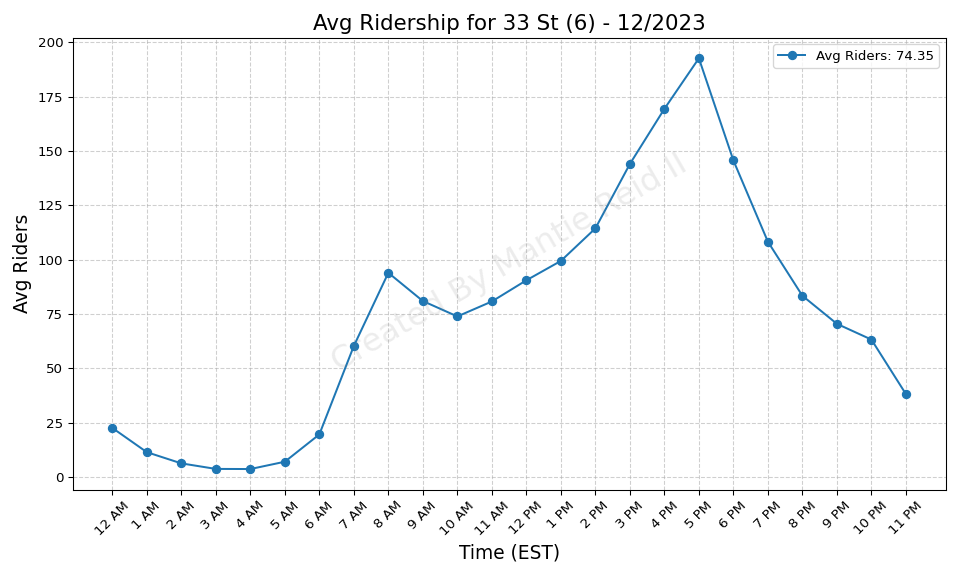 Avg Ridership for 33 St (6) - 12/2023
Avg Riders: 74.35
200
175
150
125
100
75
50
25
0
Avg Riders
Created By Mantle Reid II
12 AM
1 AM
2 AM
3 AM
4 AM
5 AM
6 AM
7 AM
8 AM
9 AM
10 AM
11 AM
12 PM
1 PM
2 PM
3 PM
4 PM
5 PM
6 PM
7 PM
8 PM
9 PM
10 PM
11 PM
Time (EST)